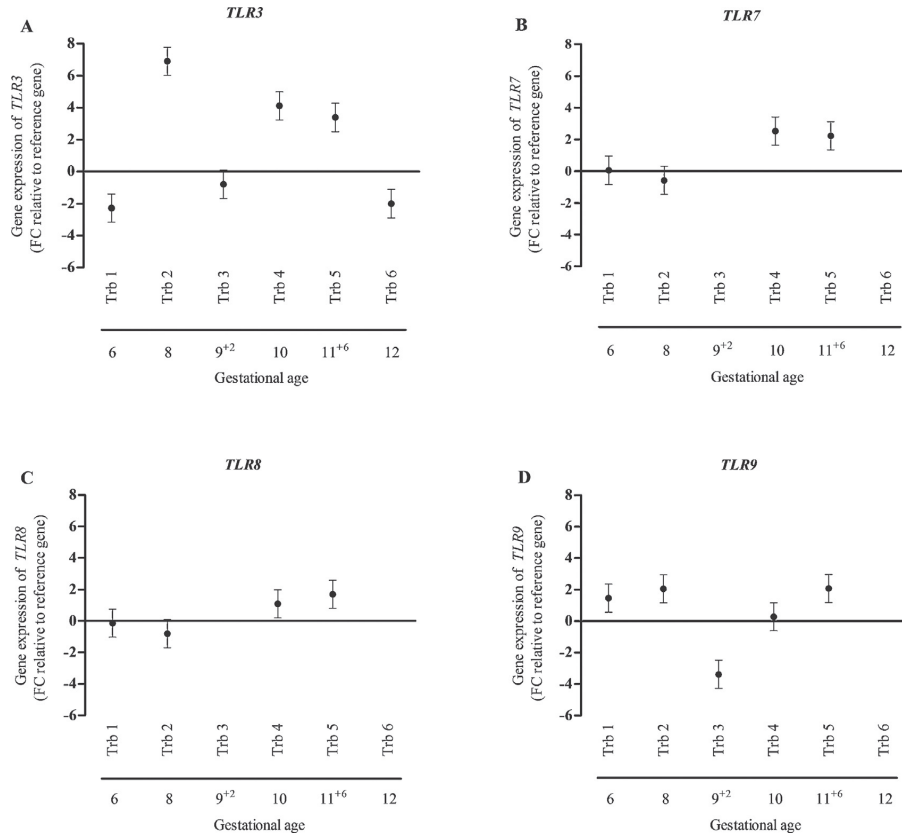 A
TLR3
Gene expression of TLR3
(FC relative to reference gene)
8
6
4
2
0
-2
-4
-6
Trb 1
Trb 2
Trb 3
Trb 4
Trb 5
Trb 6
6 8 9+2 10 11+6 12
Gestational age
B
TLR7
Gene expression of TLR7
(FC relative to reference gene)
8
6
4
2
0
-2
-4
-6
Trb 1
Trb 2
Trb 3
Trb 4
Trb 5
Trb 6
6 8 9+2 10 11+6 12
Gestational age
C
TLR8
Gene expression of TLR8
(FC relative to reference gene)
8
6
4
2
0
-2
-4
-6
Trb 1
Trb 2
Trb 3
Trb 4
Trb 5
Trb 6
6 8 9+2 10 11+6 12
Gestational age
D
TLR9
Gene expression of TLR9
(FC relative to reference gene)
8
6
4
2
0
-2
-4
-6
Trb 1
Trb 2
Trb 3
Trb 4
Trb 5
Trb 6
6 8 9+2 10 11+6 12
Gestational age